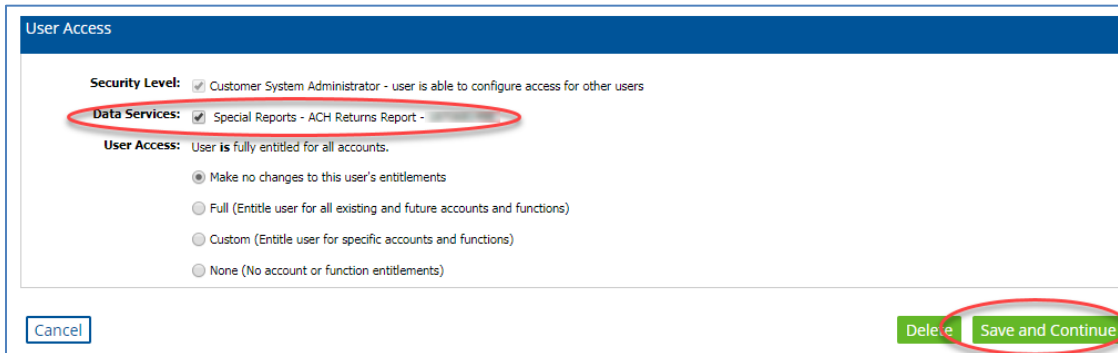 User Access
Security Level: Customer System Administrator - user is able to configure access for other users
Data Services: Special Reports - ACH Returns Report -
User Access: User is fully entitled for all accounts.
Make no changes to this user's entitlements
Full (Entitle user for all existing and future accounts and functions)
Custom (Entitle user for specific accounts and functions)
None (No account or function entitlements)
Cancel Delete Save and Continue